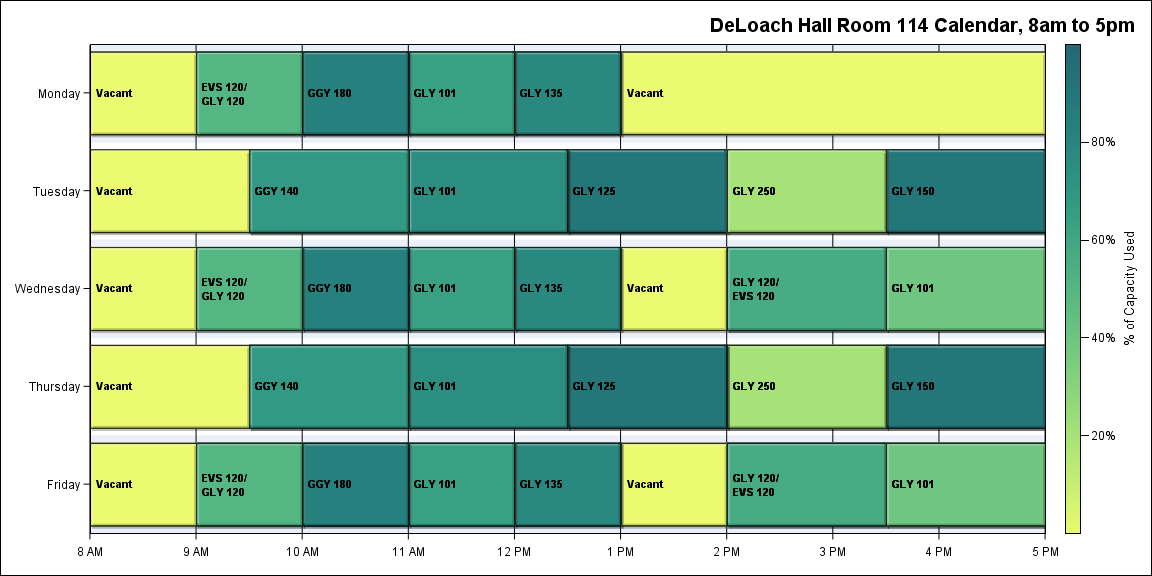 DeLoach Hall Room 114 Calendar, 8am to 5pm
Monday
Vacant
EVS 120/
GLY 120
GGY 180
GLY 101
GLY 135
Vacant
Tuesday
Vacant
GGY 140
GLY 101
GLY 125
GLY 250
GLY 150
Wednesday
Vacant
EVS 120/
GLY 120
GGY 180
GLY 101
GLY 135
Vacant
GLY 120/
EVS 120
GLY 101
Thursday
Vacant
GGY 140
GLY 101
GLY 125
GLY 250
GLY 150
Friday
Vacant
EVS 120/
GLY 120
GGY 180
GLY 101
GLY 135
Vacant
GLY 120/
EVS 120
GLY 101
8 AM
9 AM
10 AM
11 AM
12 PM
1 PM
2 PM
3 PM
4 PM
5 PM
80%
60%
40%
20%
% of Capacity Used